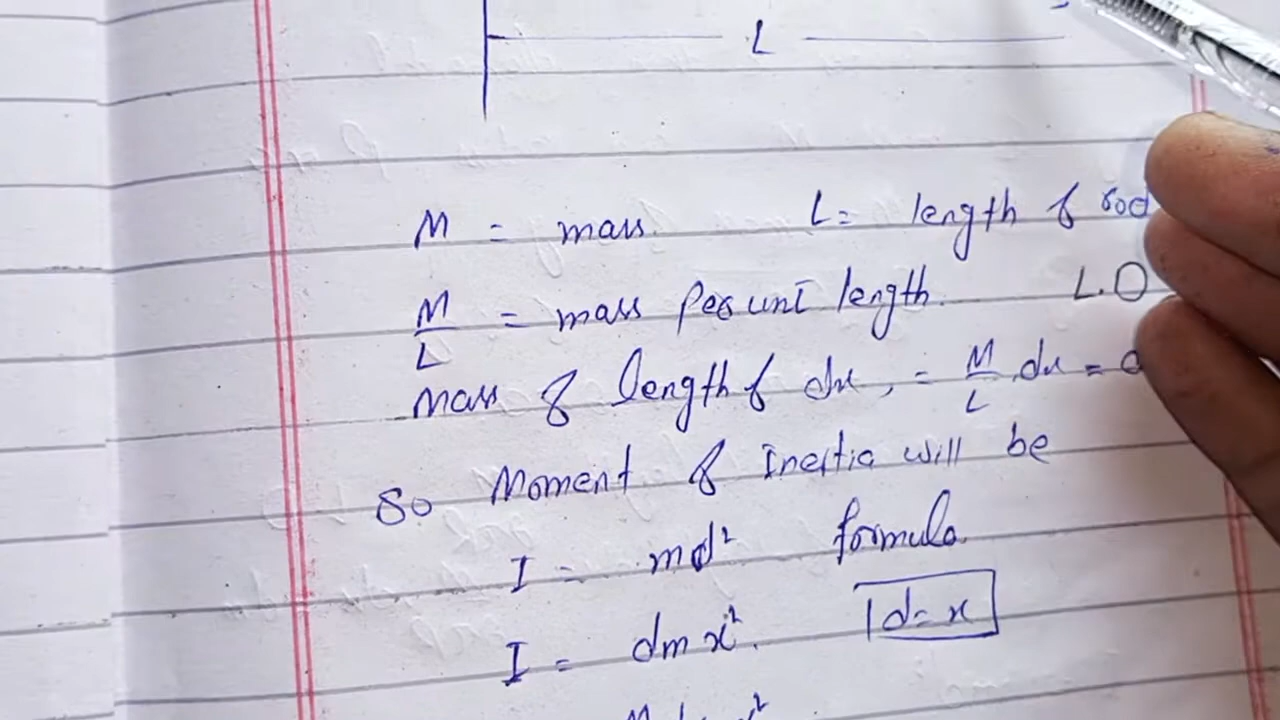 L
M = mass. L = length of rod
M/L = mass per unit length. L.D
mass of length of dx, = M/L dx = d
So Moment of Inertia will be
I = md² formula
I = dm x². d = x